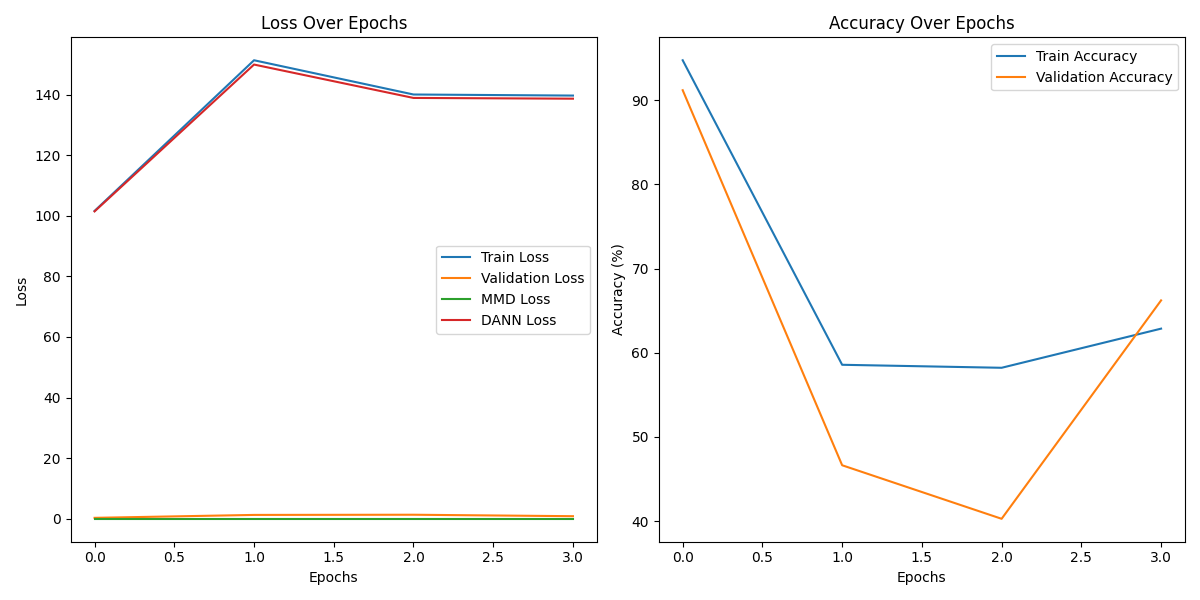 Loss Over Epochs
Loss
140
120
100
80
60
40
20
0
0.0 0.5 1.0 1.5 2.0 2.5 3.0
Epochs
Train Loss
Validation Loss
MMD Loss
DANN Loss
Accuracy Over Epochs
Accuracy (%)
90
80
70
60
50
40
0.0 0.5 1.0 1.5 2.0 2.5 3.0
Epochs
Train Accuracy
Validation Accuracy